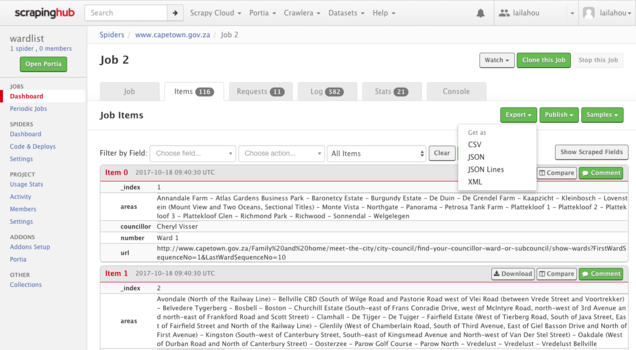 scrapinghub
Search
Scrapy Cloud
Portia
Crawlera
Datasets
Help
lailahou
lailahou
wardlist
1 spider , 0 members
Open Portia
JOBS
Dashboard
Periodic Jobs
SPIDERS
Dashboard
Code & Deploys
Settings
PROJECT
Usage Stats
Activity
Members
Settings
ADDONS
Addons Setup
Portia
OTHER
Collections
Spiders / www.capetown.gov.za / Job 2
Job 2
Watch
Clone this Job
Stop this Job
Job
Items 116
Requests 11
Log 382
Stats 21
Console
Job Items
Export
Publish
Samples
Get as
CSV
JSON
JSON Lines
XML
Filter by Field:
Choose field...
Choose action...
All Items
Clear
Show Scraped Fields
Item 0 2017-10-18 09:40:30 UTC
Compare
Comment
_index 1
areas
Annandale Farm – Atlas Gardens Business Park – Baronetcy Estate – Burgundy Estate – De Duin – De Grendel Farm – Kaapzicht – Kleinbosch – Lovenst
ein (Mount View and Two Oceans, Sectional Titles) – Monte Vista – Northgate – Panorama – Petrosa Tank Farm – Plattekloof 1 – Plattekloof 2 – Plattek
loof 3 – Plattekloof Glen – Richmond Park – Richwood – Sonnendal – Welgelegen
councillor Cheryl Visser
number Ward 1
url
http://www.capetown.gov.za/Family%20and%20home/meet-the-city/city-council/find-your-councillor-ward-or-subcouncil/show-wards?FirstWardS
equenceNo=1&LastWardSequenceNo=10
Item 1 2017-10-18 09:40:30 UTC
Download
Compare
Comment
_index 2
areas
Avondale (North of the Railway Line) – Bellville CBD (South of Wilge Road and Pastorie Road west of Vlei Road (between Vrede Street and Voortrekker)
– Belvedere Tygerberg – Bosbell – Boston – Churchill Estate (South–east of Frans Conradie Drive, west of McIntyre Road, north–west of 3rd Avenue an
d north–east of Frankford Road and Scott Street) – Clamhall – De Tijger – De Tujger – Fairfield Estate (West of Tierberg Road, South of Java Street, Eas
t of Fairfield Street and North of the Railway Line) – Glenlily (West of Chamberlain Road, South of Third Avenue, East of Giel Basson Drive and North of
First Avenue) – Kingston (South–west of Canterbury Street, South–east of Kingsmead Avenue and North–west of Van Der Stel Street) – Oakdale (West
of Durban Road and North of Canterbury Street) – Oosterzee – Parow Golf Course – Parow North – Vredelust – Vredelust – Vredelust Bellville